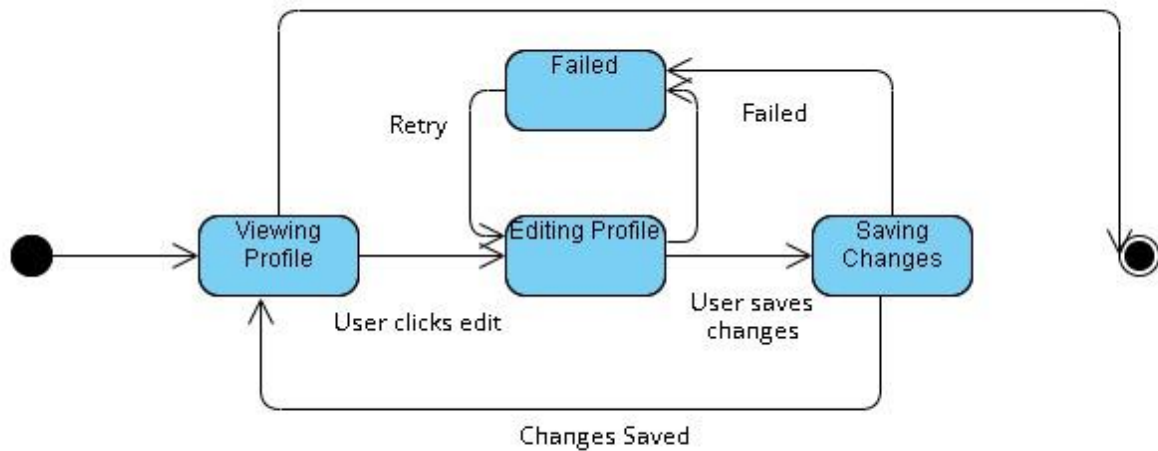 Failed
Retry
Failed
Viewing
Profile
Editing Profile
Saving
Changes
User clicks edit
User saves
changes
Changes Saved